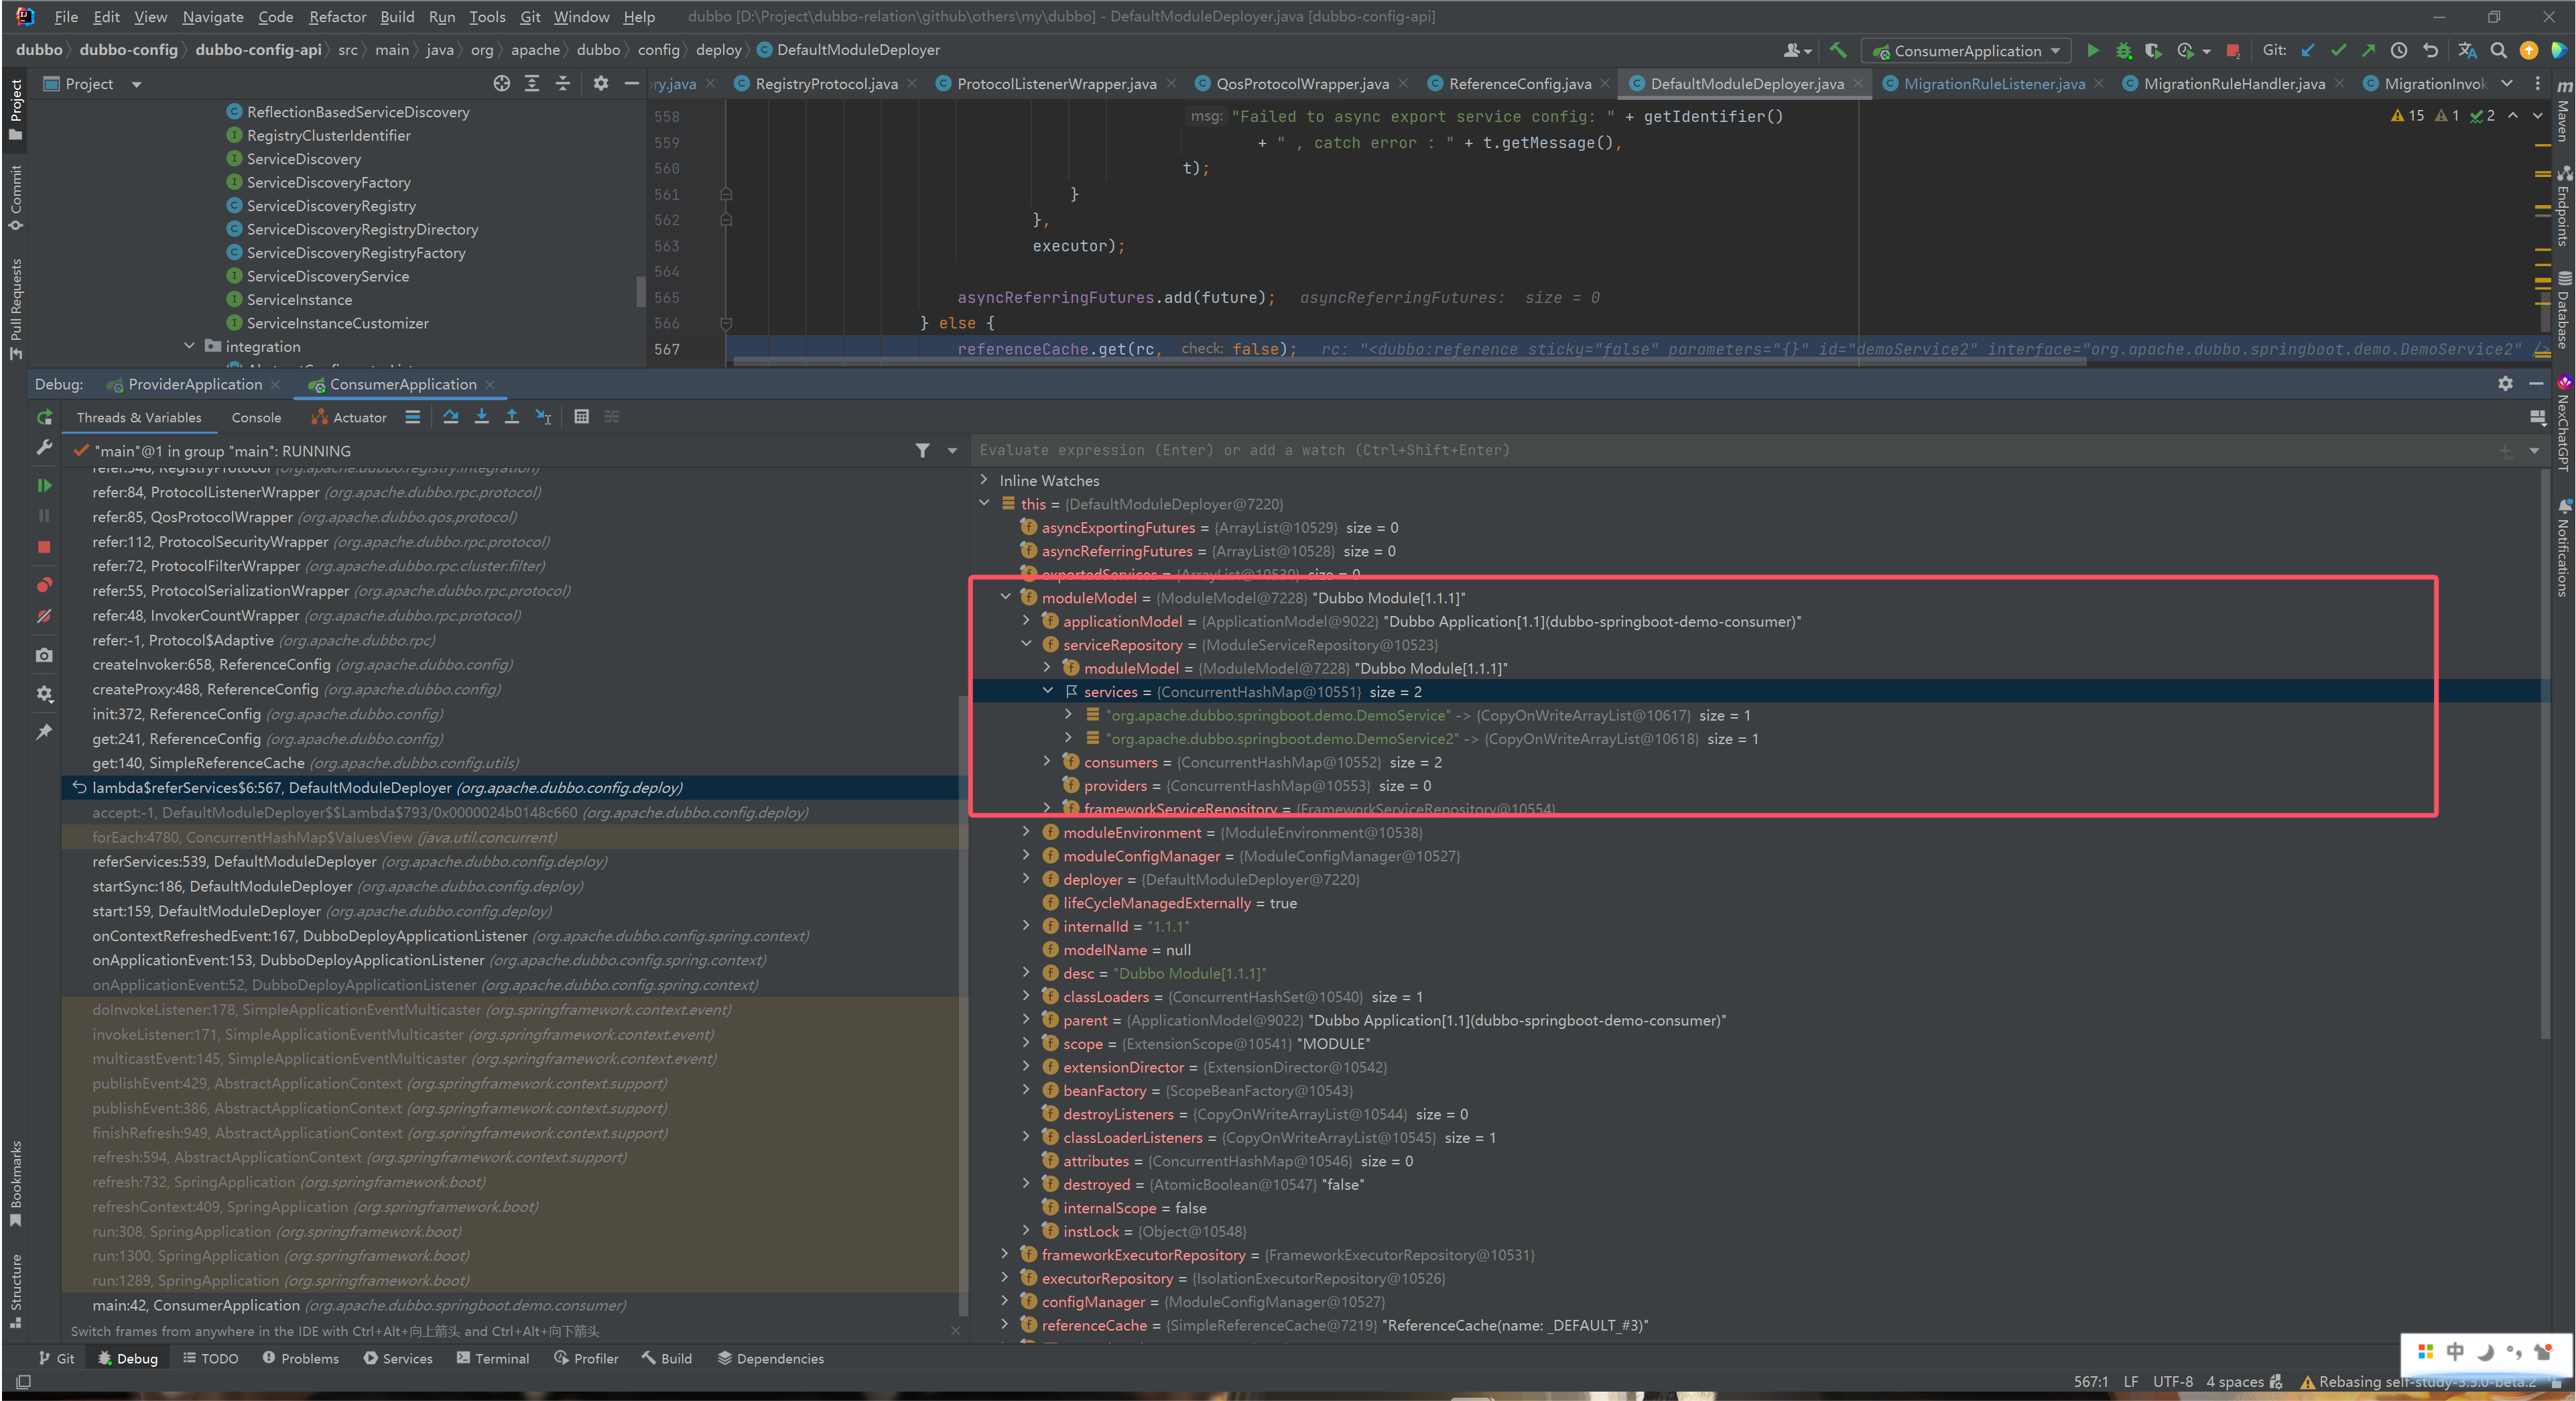 File Edit View Navigate Code Refactor Build Run Tools Git Window Help dubbo [D:\Project\dubbo-relation\github\others\my\dubbo] - DefaultModuleDeployer.java [dubbo-config-api]
dubbo dubbo-config dubbo-config-api src main java org apache dubbo config deploy DefaultModuleDeployer ConsumerApplication Git:
Project ry.java RegistryProtocol.java ProtocolListenerWrapper.java QosProtocolWrapper.java ReferenceConfig.java DefaultModuleDeployer.java MigrationRuleListener.java MigrationRuleHandler.java MigrationInvok
ReflectionBasedServiceDiscovery
RegistryClusterIdentifier
ServiceDiscovery
ServiceDiscoveryFactory
ServiceDiscoveryRegistry
ServiceDiscoveryRegistryDirectory
ServiceDiscoveryRegistryFactory
ServiceDiscoveryService
ServiceInstance
ServiceInstanceCustomizer
integration
558 msg: "Failed to async export service config: " + getIdentifier()
559 + " , catch error : " + t.getMessage(),
560 t);
561 }
562 },
563 executor);
564
565 asyncReferringFutures.add(future); asyncReferringFutures: size = 0
566 } else {
567 referenceCache.get(rc, check: false); rc: "<dubbo:reference sticky="false" parameters="{}" id="demoService2" interface="org.apache.dubbo.springboot.demo.DemoService2" />
15 1 2
Project
Commit
Pull Requests
Bookmarks
Structure
Maven
Endpoints
Database
NexChatGPT
Notifications
Debug: ProviderApplication ConsumerApplication
Threads & Variables Console Actuator
"main"@1 in group "main": RUNNING
refer:548, RegistryProtocol (org.apache.dubbo.registry.integration)
refer:84, ProtocolListenerWrapper (org.apache.dubbo.rpc.protocol)
refer:85, QosProtocolWrapper (org.apache.dubbo.qos.protocol)
refer:112, ProtocolSecurityWrapper (org.apache.dubbo.rpc.protocol)
refer:72, ProtocolFilterWrapper (org.apache.dubbo.rpc.cluster.filter)
refer:55, ProtocolSerializationWrapper (org.apache.dubbo.rpc.protocol)
refer:48, InvokerCountWrapper (org.apache.dubbo.rpc.protocol)
refer:-1, Protocol$Adaptive (org.apache.dubbo.rpc)
createInvoker:658, ReferenceConfig (org.apache.dubbo.config)
createProxy:488, ReferenceConfig (org.apache.dubbo.config)
init:372, ReferenceConfig (org.apache.dubbo.config)
get:241, ReferenceConfig (org.apache.dubbo.config)
get:140, SimpleReferenceCache (org.apache.dubbo.config.utils)
lambda$referServices$6:567, DefaultModuleDeployer (org.apache.dubbo.config.deploy)
accept:-1, DefaultModuleDeployer$$Lambda$793/0x0000024b0148c660 (org.apache.dubbo.config.deploy)
forEach:4780, ConcurrentHashMap$ValuesView (java.util.concurrent)
referServices:539, DefaultModuleDeployer (org.apache.dubbo.config.deploy)
startSync:186, DefaultModuleDeployer (org.apache.dubbo.config.deploy)
start:159, DefaultModuleDeployer (org.apache.dubbo.config.deploy)
onContextRefreshedEvent:167, DubboDeployApplicationListener (org.apache.dubbo.config.spring.context)
onApplicationEvent:153, DubboDeployApplicationListener (org.apache.dubbo.config.spring.context)
onApplicationEvent:52, DubboDeployApplicationListener (org.apache.dubbo.config.spring.context)
doInvokeListener:178, SimpleApplicationEventMulticaster (org.springframework.context.event)
invokeListener:171, SimpleApplicationEventMulticaster (org.springframework.context.event)
multicastEvent:145, SimpleApplicationEventMulticaster (org.springframework.context.event)
publishEvent:429, AbstractApplicationContext (org.springframework.context.support)
publishEvent:386, AbstractApplicationContext (org.springframework.context.support)
finishRefresh:949, AbstractApplicationContext (org.springframework.context.support)
refresh:594, AbstractApplicationContext (org.springframework.context.support)
refresh:732, SpringApplication (org.springframework.boot)
refreshContext:409, SpringApplication (org.springframework.boot)
run:308, SpringApplication (org.springframework.boot)
run:1300, SpringApplication (org.springframework.boot)
run:1289, SpringApplication (org.springframework.boot)
main:42, ConsumerApplication (org.apache.dubbo.springboot.demo.consumer)
Switch frames from anywhere in the IDE with Ctrl+Alt+向上箭头 and Ctrl+Alt+向下箭头
Evaluate expression (Enter) or add a watch (Ctrl+Shift+Enter)
Inline Watches
this = {DefaultModuleDeployer@7220}
asyncExportingFutures = {ArrayList@10529} size = 0
asyncReferringFutures = {ArrayList@10528} size = 0
exportedServices = {ArrayList@10530} size = 0
moduleModel = {ModuleModel@7228} "Dubbo Module[1.1.1]"
applicationModel = {ApplicationModel@9022} "Dubbo Application[1.1](dubbo-springboot-demo-consumer)"
serviceRepository = {ModuleServiceRepository@10523}
moduleModel = {ModuleModel@7228} "Dubbo Module[1.1.1]"
services = {ConcurrentHashMap@10551} size = 2
"org.apache.dubbo.springboot.demo.DemoService" -> {CopyOnWriteArrayList@10617} size = 1
"org.apache.dubbo.springboot.demo.DemoService2" -> {CopyOnWriteArrayList@10618} size = 1
consumers = {ConcurrentHashMap@10552} size = 2
providers = {ConcurrentHashMap@10553} size = 0
frameworkServiceRepository = {FrameworkServiceRepository@10554}
moduleEnvironment = {ModuleEnvironment@10538}
moduleConfigManager = {ModuleConfigManager@10527}
deployer = {DefaultModuleDeployer@7220}
lifeCycleManagedExternally = true
internalId = "1.1.1"
modelName = null
desc = "Dubbo Module[1.1.1]"
classLoaders = {ConcurrentHashSet@10540} size = 1
parent = {ApplicationModel@9022} "Dubbo Application[1.1](dubbo-springboot-demo-consumer)"
scope = {ExtensionScope@10541} "MODULE"
extensionDirector = {ExtensionDirector@10542}
beanFactory = {ScopeBeanFactory@10543}
destroyListeners = {CopyOnWriteArrayList@10544} size = 0
classLoaderListeners = {CopyOnWriteArrayList@10545} size = 1
attributes = {ConcurrentHashMap@10546} size = 0
destroyed = {AtomicBoolean@10547} "false"
internalScope = false
instLock = {Object@10548}
frameworkExecutorRepository = {FrameworkExecutorRepository@10531}
executorRepository = {IsolationExecutorRepository@10526}
configManager = {ModuleConfigManager@10527}
referenceCache = {SimpleReferenceCache@7219} "ReferenceCache(name: _DEFAULT_#3)"
Git Debug TODO Problems Services Terminal Profiler Build Dependencies
中
567:1 LF UTF-8 4 spaces Rebasing self-study-3.3.0-beta.2